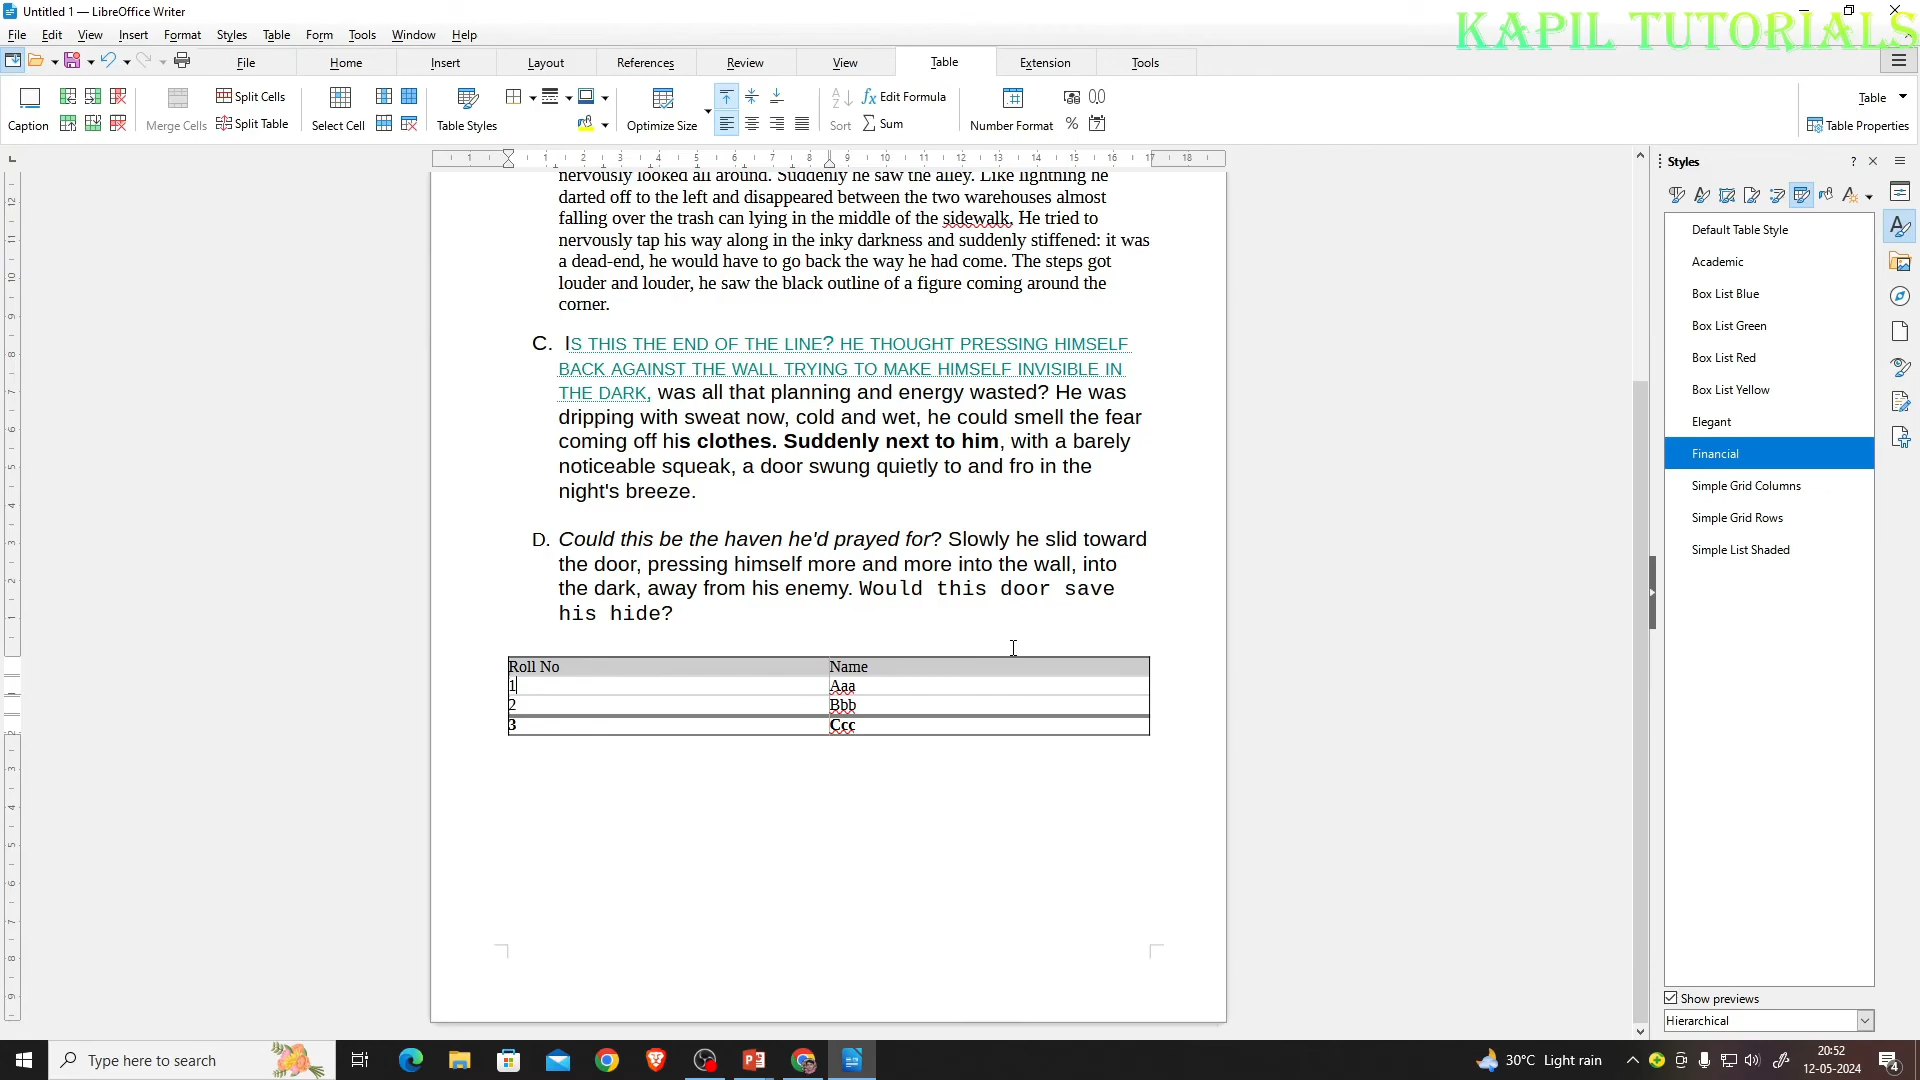 Untitled 1 — LibreOffice Writer
KAPIL TUTORIALS
File Edit View Insert Format Styles Table Form Tools Window Help
File Home Insert Layout References Review View Table Extension Tools
Caption Merge Cells Split Cells Split Table Select Cell Table Styles Optimize Size Sort Edit Formula Sum Number Format Table Table Properties
Styles
nervously looked all around. Suddenly he saw the alley. Like lightning he
darted off to the left and disappeared between the two warehouses almost
falling over the trash can lying in the middle of the sidewalk. He tried to
nervously tap his way along in the inky darkness and suddenly stiffened: it was
a dead-end, he would have to go back the way he had come. The steps got
louder and louder, he saw the black outline of a figure coming around the
corner.
C. IS THIS THE END OF THE LINE? HE THOUGHT PRESSING HIMSELF
BACK AGAINST THE WALL TRYING TO MAKE HIMSELF INVISIBLE IN
THE DARK, was all that planning and energy wasted? He was
dripping with sweat now, cold and wet, he could smell the fear
coming off his clothes. Suddenly next to him, with a barely
noticeable squeak, a door swung quietly to and fro in the
night's breeze.
D. Could this be the haven he'd prayed for? Slowly he slid toward
the door, pressing himself more and more into the wall, into
the dark, away from his enemy. Would this door save
his hide?
Roll No Name
1 Aaa
2 Bbb
3 Ccc
Default Table Style
Academic
Box List Blue
Box List Green
Box List Red
Box List Yellow
Elegant
Financial
Simple Grid Columns
Simple Grid Rows
Simple List Shaded
Show previews
Hierarchical
Type here to search
30°C Light rain
20:52
12-05-2024
4